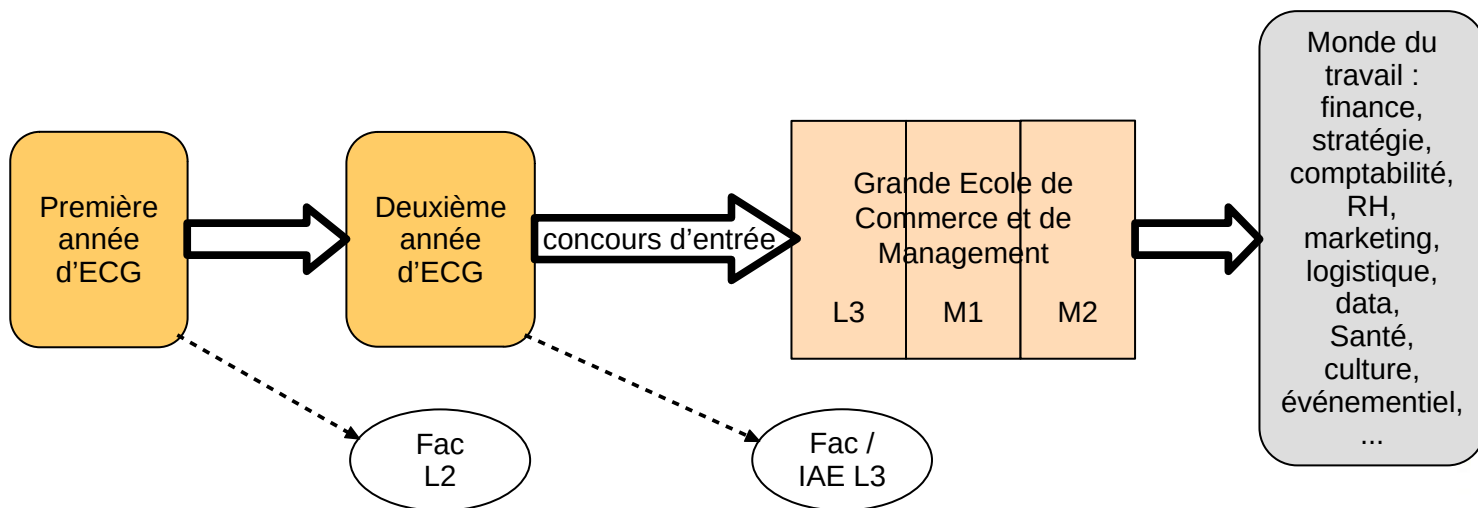 Première
année
d'ECG
Deuxième
année
d'ECG
concours d'entrée
Grande Ecole de
Commerce et de
Management
L3
M1
M2
Monde du
travail :
finance,
stratégie,
comptabilité,
RH,
marketing,
logistique,
data,
Santé,
culture,
événementiel,
...
Fac
L2
Fac /
IAE L3